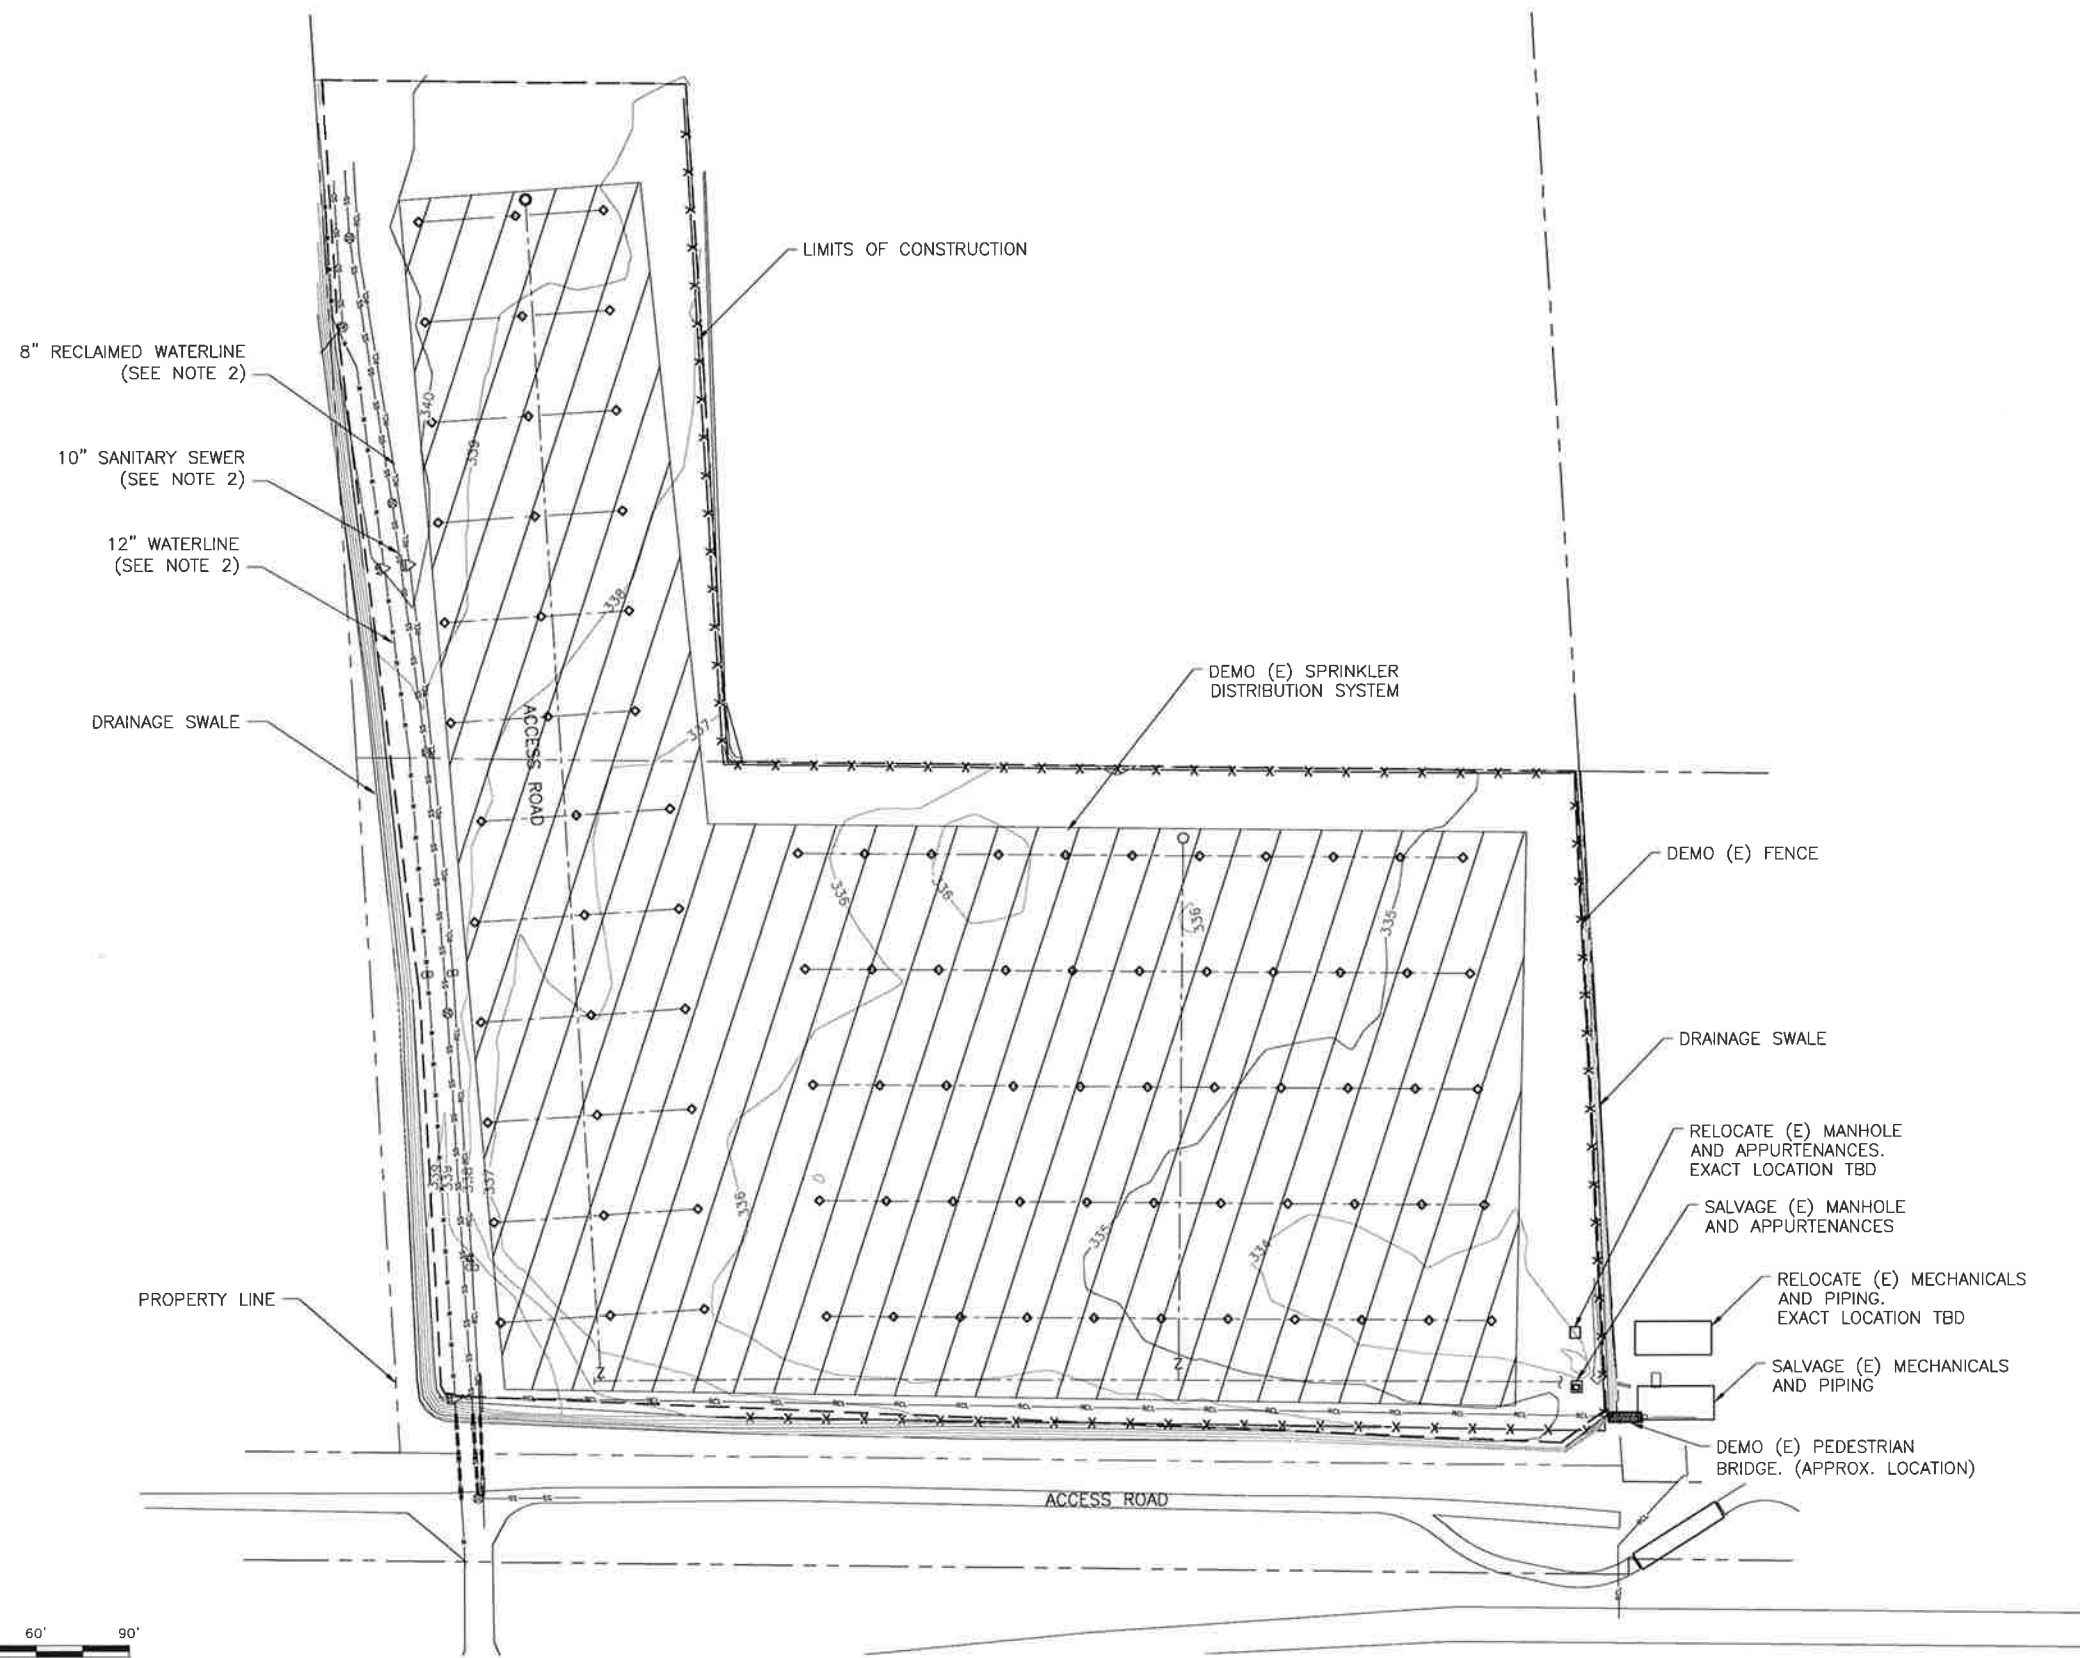 LIMITS OF CONSTRUCTION
8" RECLAIMED WATERLINE
(SEE NOTE 2)
10" SANITARY SEWER
(SEE NOTE 2)
12" WATERLINE
(SEE NOTE 2)
DRAINAGE SWALE
PROPERTY LINE
340
339
338
337
ACCESS ROAD
DEMO (E) SPRINKLER
DISTRIBUTION SYSTEM
DEMO (E) FENCE
336
336
336
335
DRAINAGE SWALE
RELOCATE (E) MANHOLE
AND APPURTENANCES.
EXACT LOCATION TBD
SALVAGE (E) MANHOLE
AND APPURTENANCES
339
339
338
337
336
335
334
RELOCATE (E) MECHANICALS
AND PIPING.
EXACT LOCATION TBD
SALVAGE (E) MECHANICALS
AND PIPING
DEMO (E) PEDESTRIAN
BRIDGE. (APPROX. LOCATION)
ACCESS ROAD
60'
90'